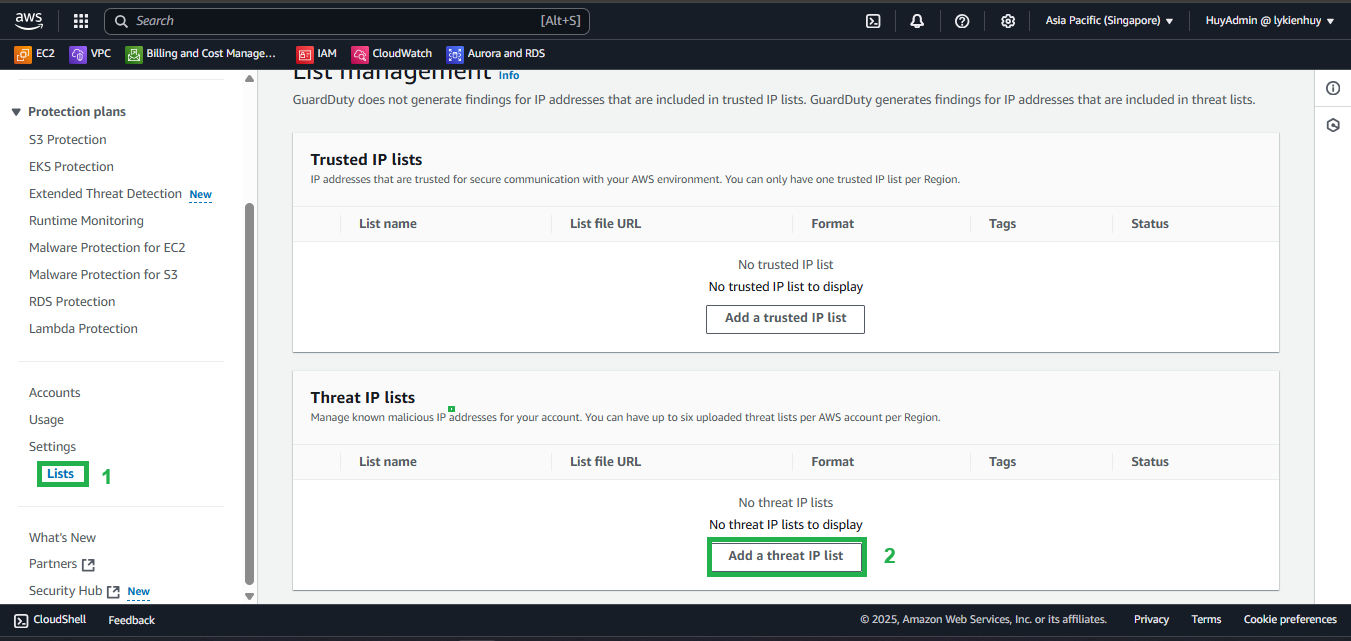 aws
Search
[Alt+S]
Asia Pacific (Singapore)
HuyAdmin @ lykienhuy
EC2
VPC
Billing and Cost Manage...
IAM
CloudWatch
Aurora and RDS
Protection plans
S3 Protection
EKS Protection
Extended Threat Detection New
Runtime Monitoring
Malware Protection for EC2
Malware Protection for S3
RDS Protection
Lambda Protection
Accounts
Usage
Settings
Lists 1
What's New
Partners
Security Hub New
List management Info
GuardDuty does not generate findings for IP addresses that are included in trusted IP lists. GuardDuty generates findings for IP addresses that are included in threat lists.
Trusted IP lists
IP addresses that are trusted for secure communication with your AWS environment. You can only have one trusted IP list per Region.
List name List file URL Format Tags Status
No trusted IP list
No trusted IP list to display
Add a trusted IP list
Threat IP lists
Manage known malicious IP addresses for your account. You can have up to six uploaded threat lists per AWS account per Region.
List name List file URL Format Tags Status
No threat IP lists
No threat IP lists to display
Add a threat IP list 2
CloudShell
Feedback
© 2025, Amazon Web Services, Inc. or its affiliates.
Privacy
Terms
Cookie preferences